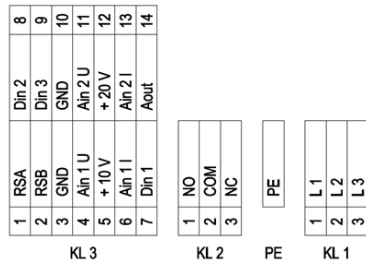 8 9 10 11 12 13 14
Din 2 Din 3 GND Ain 2 U + 20 V Ain 2 I Aout
RSA RSB GND Ain 1 U + 10 V Ain 1 I Din 1
1 2 3 4 5 6 7
KL 3
NO COM NC
1 2 3
KL 2
PE
PE
L 1 L 2 L 3
1 2 3
KL 1